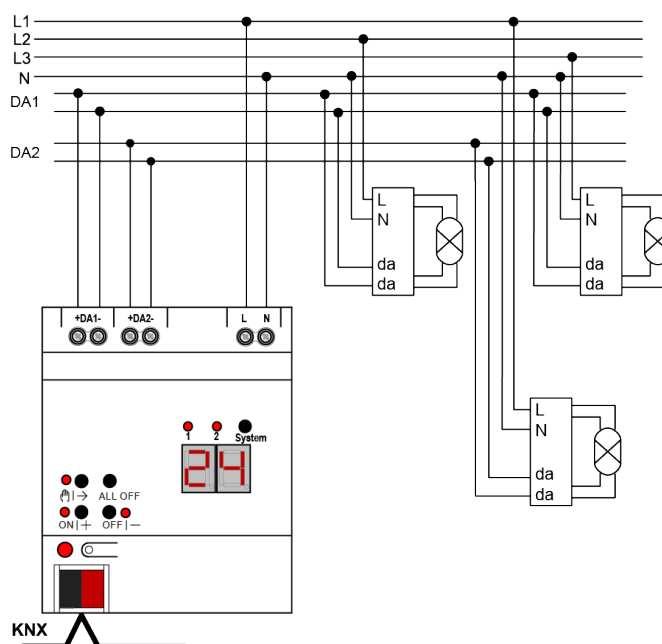 L1
L2
L3
N
DA1
DA2
L
N
da
da
L
N
da
da
+DA1-
+DA2-
L
N
L
N
da
da
1
2
System
24
|→
ALL OFF
ON|+
OFF|—
KNX